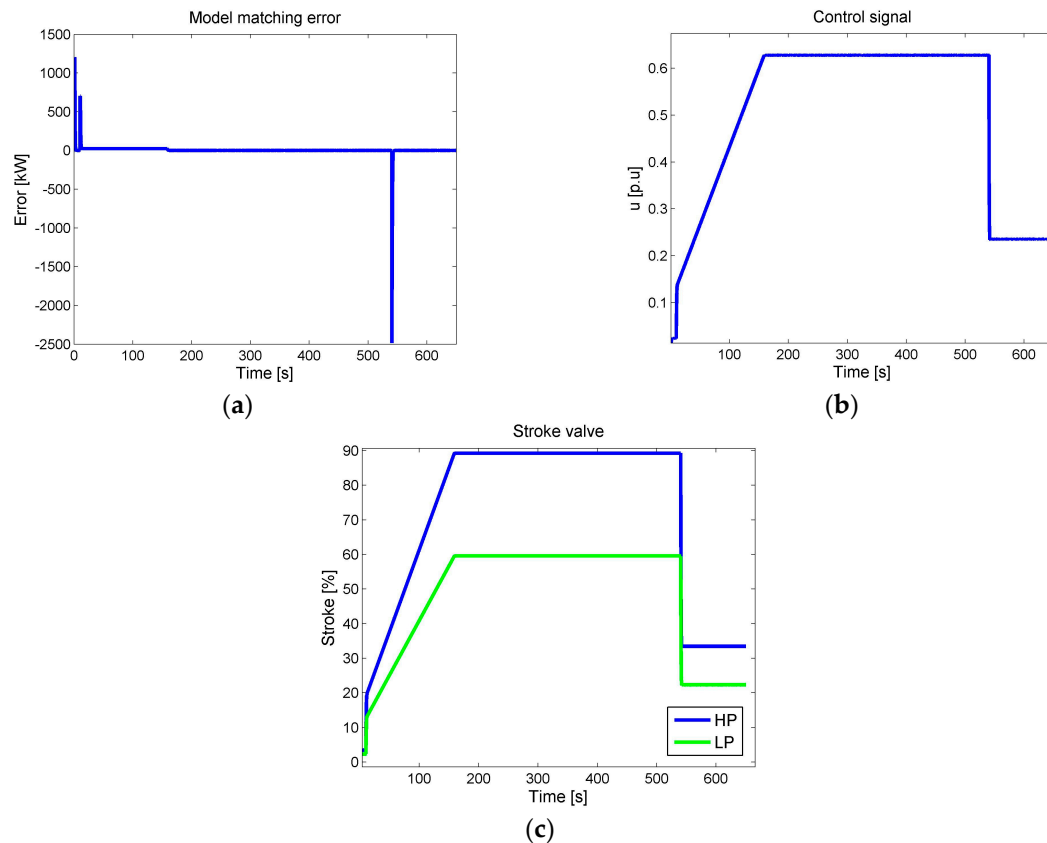 Model matching error
1500
1000
500
0
-500
-1000
-1500
-2000
-2500
Error [kW]
0 100 200 300 400 500 600
Time [s]
(a)
Control signal
0.6
0.5
0.4
0.3
0.2
0.1
u [p.u]
100 200 300 400 500 600
Time [s]
(b)
Stroke valve
90
80
70
60
50
40
30
20
10
0
Stroke [%]
100 200 300 400 500 600
Time [s]
HP
LP
(c)